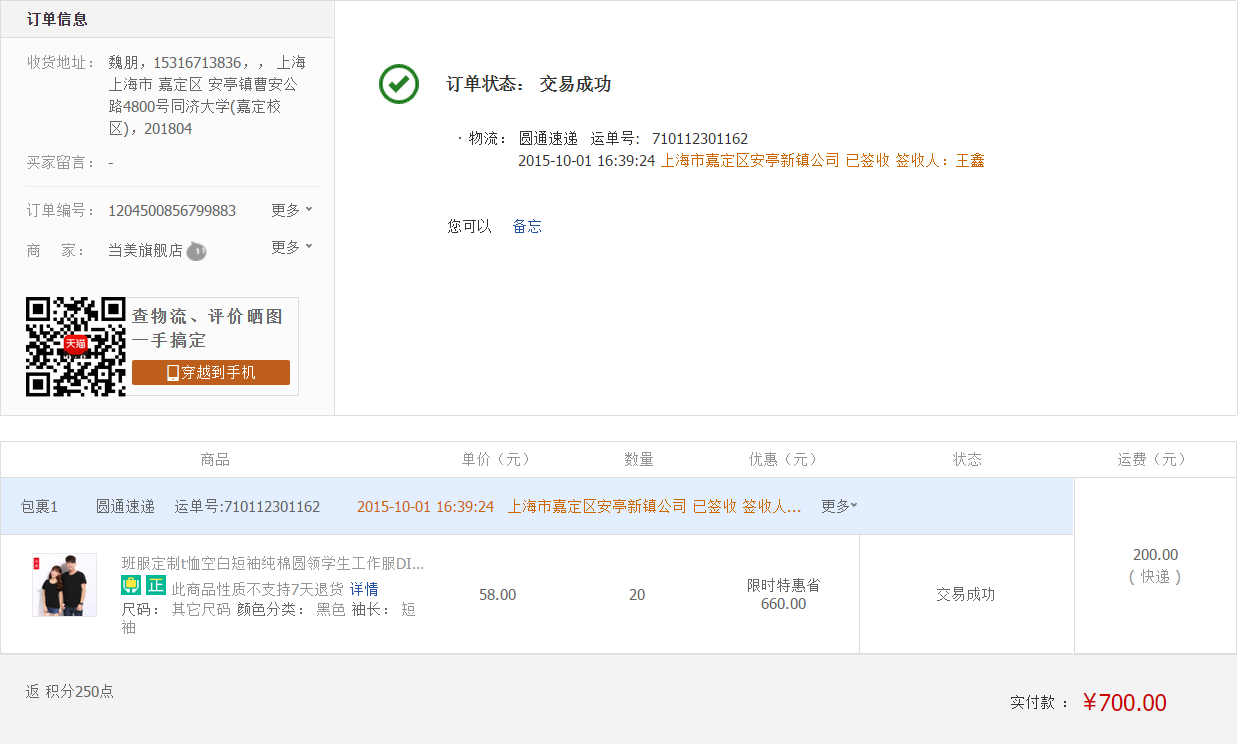 订单信息
收货地址： 魏朋，15316713836，， 上海
上海市 嘉定区 安亭镇曹安公
路4800号同济大学(嘉定校
区)，201804
买家留言： -
订单编号： 1204500856799883 更多
商 家： 当美旗舰店 更多
天猫
查物流、评价晒图
一手搞定
穿越到手机
订单状态： 交易成功
· 物流： 圆通速递 运单号: 710112301162
2015-10-01 16:39:24 上海市嘉定区安亭新镇公司 已签收 签收人：王鑫
您可以 备忘
商品 单价（元） 数量 优惠（元） 状态 运费（元）
包裹1 圆通速递 运单号:710112301162 2015-10-01 16:39:24 上海市嘉定区安亭新镇公司 已签收 签收人... 更多
班服定制t恤空白短袖纯棉圆领学生工作服DI...
正 此商品性质不支持7天退货 详情
尺码： 其它尺码 颜色分类： 黑色 袖长： 短
袖
58.00
20
限时特惠省
660.00
交易成功
200.00
( 快递 )
返 积分250点
实付款 ： ¥700.00